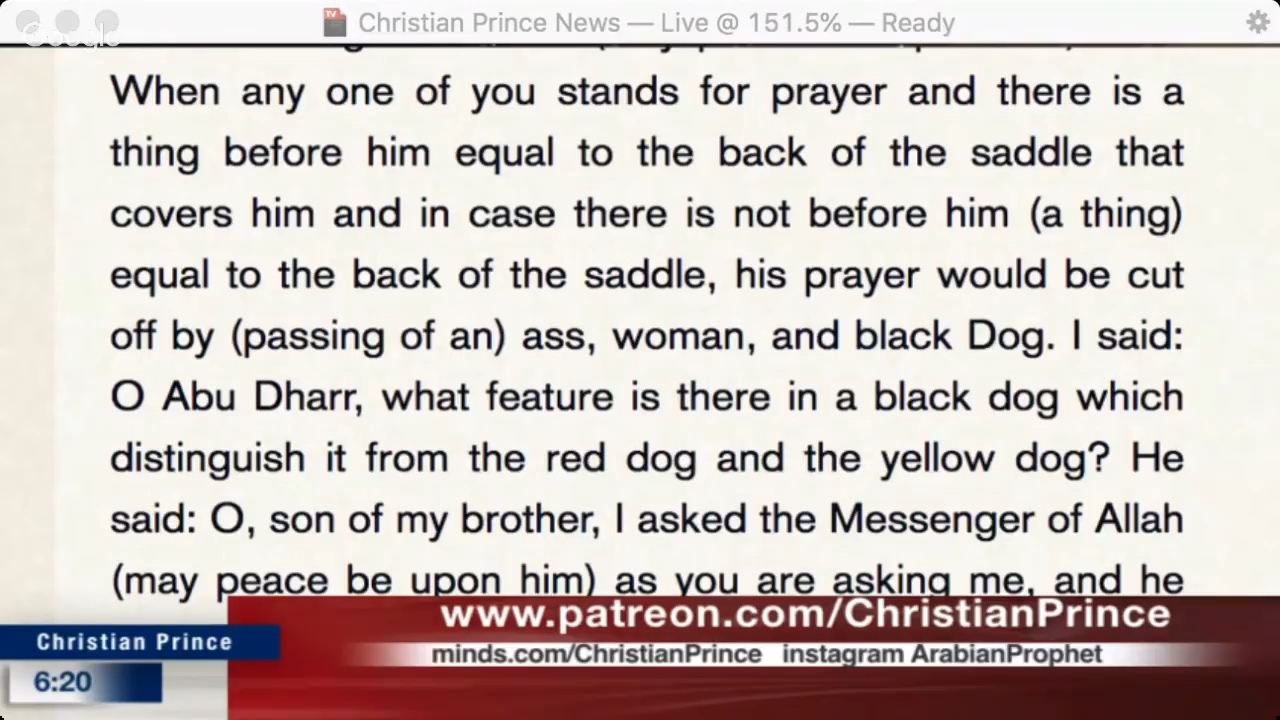 Christian Prince News — Live @ 151.5% — Ready
Google
When any one of you stands for prayer and there is a
thing before him equal to the back of the saddle that
covers him and in case there is not before him (a thing)
equal to the back of the saddle, his prayer would be cut
off by (passing of an) ass, woman, and black Dog. I said:
O Abu Dharr, what feature is there in a black dog which
distinguish it from the red dog and the yellow dog? He
said: O, son of my brother, I asked the Messenger of Allah
(may peace be upon him) as you are asking me, and he
www.patreon.com/ChristianPrince
Christian Prince
minds.com/ChristianPrince instagram ArabianProphet
6:20